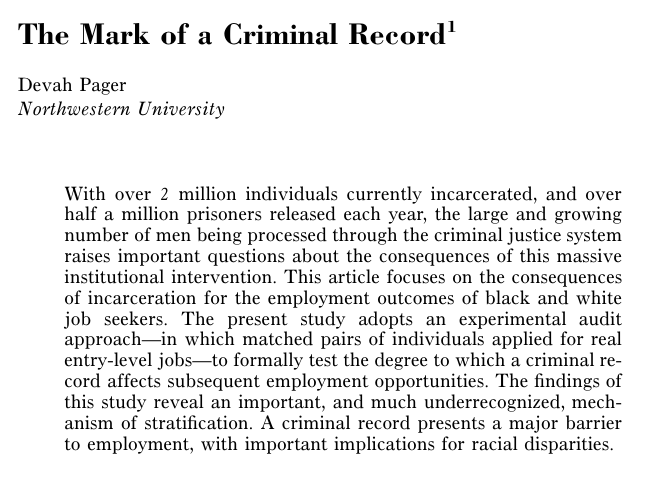 The Mark of a Criminal Record1
Devah Pager
Northwestern University
With over 2 million individuals currently incarcerated, and over
half a million prisoners released each year, the large and growing
number of men being processed through the criminal justice system
raises important questions about the consequences of this massive
institutional intervention. This article focuses on the consequences
of incarceration for the employment outcomes of black and white
job seekers. The present study adopts an experimental audit
approach—in which matched pairs of individuals applied for real
entry-level jobs—to formally test the degree to which a criminal re-
cord affects subsequent employment opportunities. The findings of
this study reveal an important, and much underrecognized, mech-
anism of stratification. A criminal record presents a major barrier
to employment, with important implications for racial disparities.